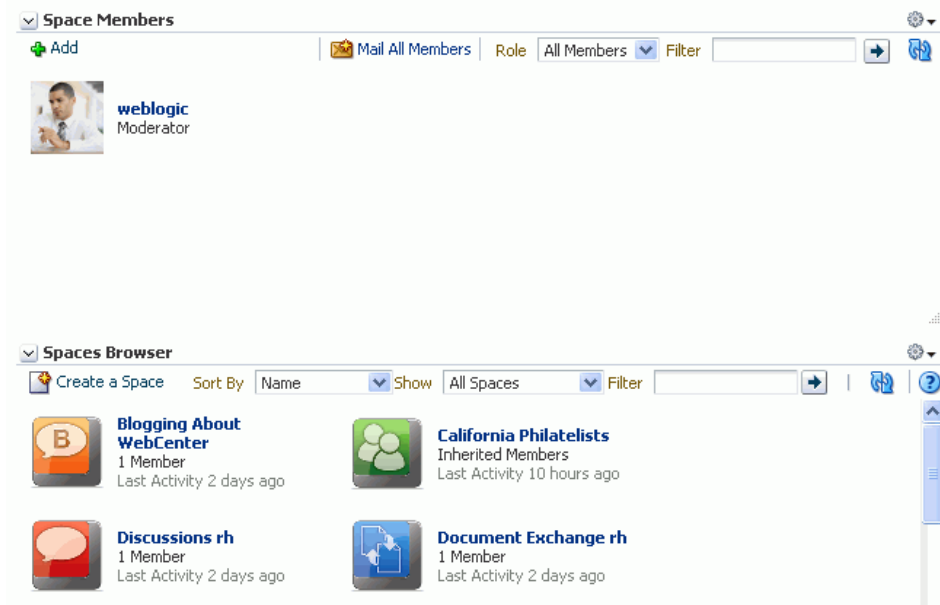 Space Members
Add
Mail All Members
Role
All Members
Filter
weblogic
Moderator
Spaces Browser
Create a Space
Sort By
Name
Show
All Spaces
Filter
?
Blogging About
WebCenter
1 Member
Last Activity 2 days ago
B
California Philatelists
Inherited Members
Last Activity 10 hours ago
Discussions rh
1 Member
Last Activity 2 days ago
Document Exchange rh
1 Member
Last Activity 2 days ago